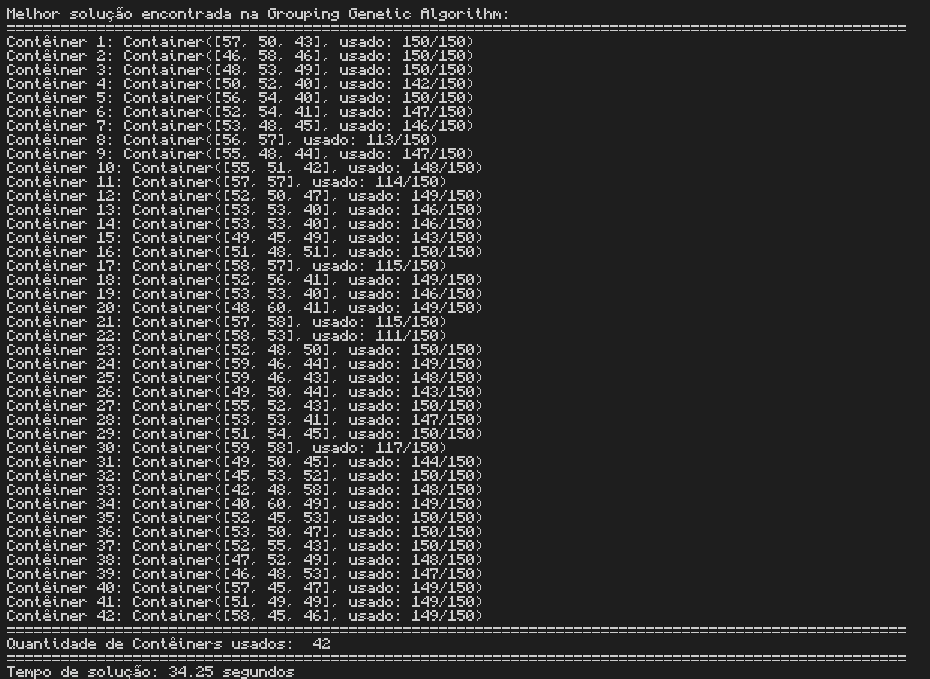 Melhor solução encontrada na Grouping Genetic Algorithm:
====================================================================================================
Contêiner 1: Container([57, 50, 43], usado: 150/150)
Contêiner 2: Container([46, 58, 46], usado: 150/150)
Contêiner 3: Container([48, 53, 49], usado: 150/150)
Contêiner 4: Container([50, 52, 40], usado: 142/150)
Contêiner 5: Container([56, 54, 40], usado: 150/150)
Contêiner 6: Container([52, 54, 41], usado: 147/150)
Contêiner 7: Container([53, 48, 45], usado: 146/150)
Contêiner 8: Container([56, 57], usado: 113/150)
Contêiner 9: Container([55, 48, 44], usado: 147/150)
Contêiner 10: Container([55, 51, 42], usado: 148/150)
Contêiner 11: Container([57, 57], usado: 114/150)
Contêiner 12: Container([52, 50, 47], usado: 149/150)
Contêiner 13: Container([53, 53, 40], usado: 146/150)
Contêiner 14: Container([53, 53, 40], usado: 146/150)
Contêiner 15: Container([49, 45, 49], usado: 143/150)
Contêiner 16: Container([51, 48, 51], usado: 150/150)
Contêiner 17: Container([58, 57], usado: 115/150)
Contêiner 18: Container([52, 56, 41], usado: 149/150)
Contêiner 19: Container([53, 53, 40], usado: 146/150)
Contêiner 20: Container([48, 60, 41], usado: 149/150)
Contêiner 21: Container([57, 58], usado: 115/150)
Contêiner 22: Container([58, 53], usado: 111/150)
Contêiner 23: Container([52, 48, 50], usado: 150/150)
Contêiner 24: Container([59, 46, 44], usado: 149/150)
Contêiner 25: Container([59, 46, 43], usado: 148/150)
Contêiner 26: Container([49, 50, 44], usado: 143/150)
Contêiner 27: Container([55, 52, 43], usado: 150/150)
Contêiner 28: Container([53, 53, 41], usado: 147/150)
Contêiner 29: Container([51, 54, 45], usado: 150/150)
Contêiner 30: Container([59, 58], usado: 117/150)
Contêiner 31: Container([49, 50, 45], usado: 144/150)
Contêiner 32: Container([45, 53, 52], usado: 150/150)
Contêiner 33: Container([42, 48, 58], usado: 148/150)
Contêiner 34: Container([40, 60, 49], usado: 149/150)
Contêiner 35: Container([52, 45, 53], usado: 150/150)
Contêiner 36: Container([53, 50, 47], usado: 150/150)
Contêiner 37: Container([52, 55, 43], usado: 150/150)
Contêiner 38: Container([47, 52, 49], usado: 148/150)
Contêiner 39: Container([46, 48, 53], usado: 147/150)
Contêiner 40: Container([57, 45, 47], usado: 149/150)
Contêiner 41: Container([51, 49, 49], usado: 149/150)
Contêiner 42: Container([58, 45, 46], usado: 149/150)
====================================================================================================
Quantidade de Contêiners usados:  42
====================================================================================================
Tempo de solução: 34.25 segundos